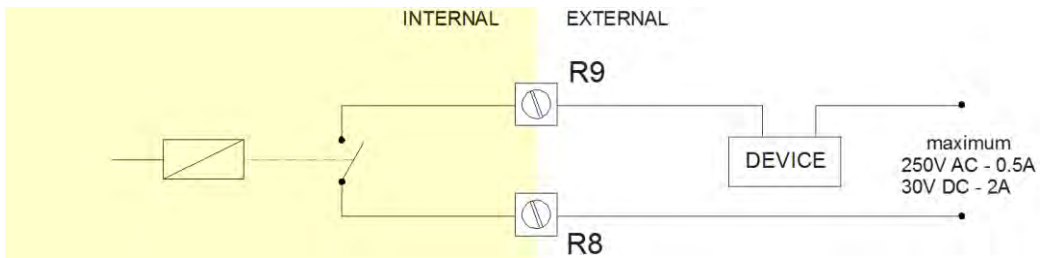 INTERNAL EXTERNAL
R9
DEVICE
maximum
250V AC - 0.5A
30V DC - 2A
R8